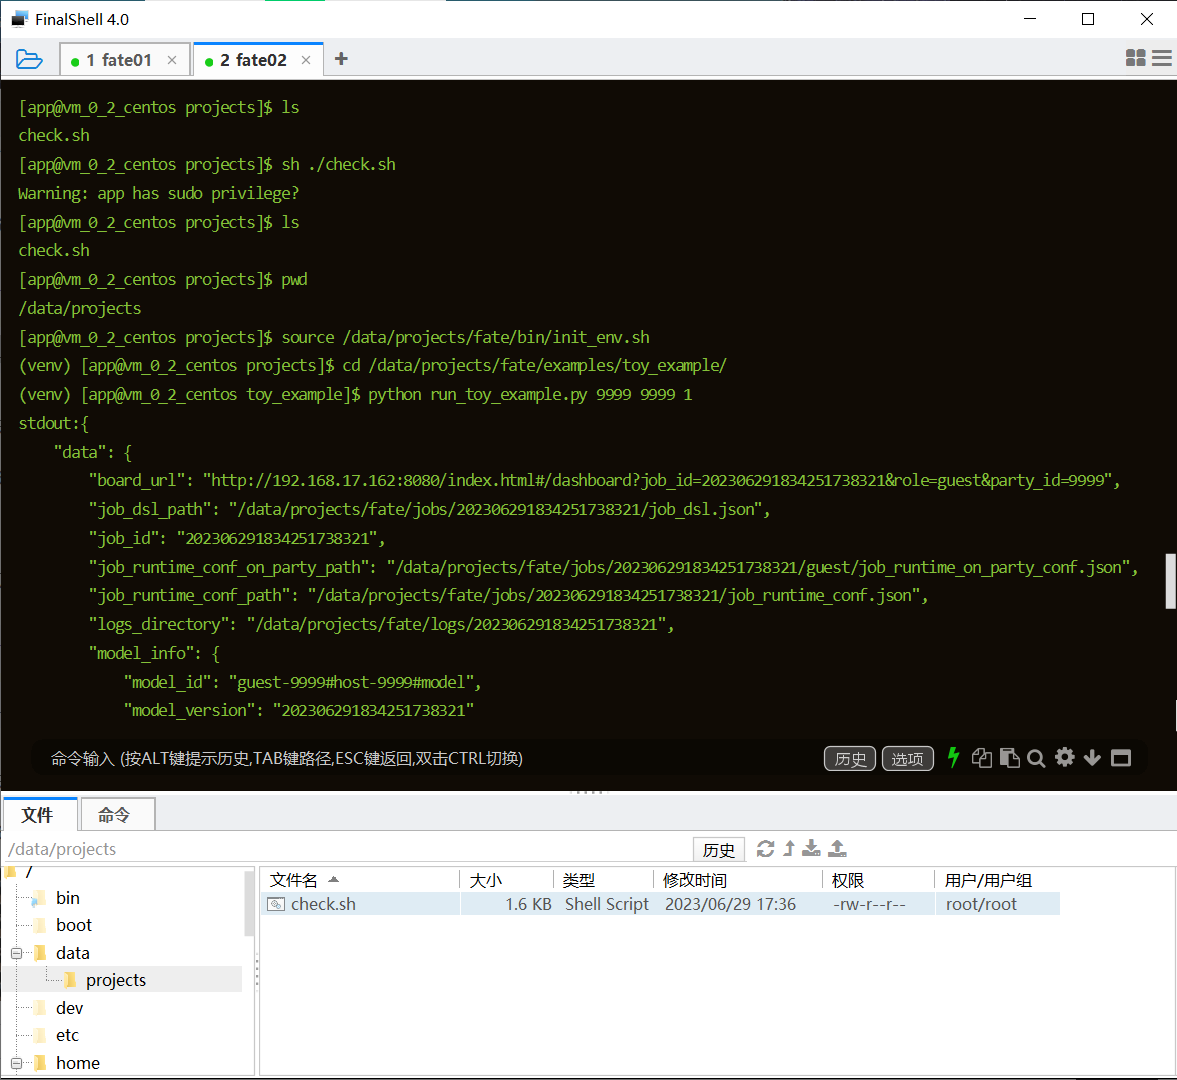 FinalShell 4.0
1 fate01
2 fate02
[app@vm_0_2_centos projects]$ ls
check.sh
[app@vm_0_2_centos projects]$ sh ./check.sh
Warning: app has sudo privilege?
[app@vm_0_2_centos projects]$ ls
check.sh
[app@vm_0_2_centos projects]$ pwd
/data/projects
[app@vm_0_2_centos projects]$ source /data/projects/fate/bin/init_env.sh
(venv) [app@vm_0_2_centos projects]$ cd /data/projects/fate/examples/toy_example/
(venv) [app@vm_0_2_centos toy_example]$ python run_toy_example.py 9999 9999 1
stdout:{
"data": {
"board_url": "http://192.168.17.162:8080/index.html#/dashboard?job_id=202306291834251738321&role=guest&party_id=9999",
"job_dsl_path": "/data/projects/fate/jobs/202306291834251738321/job_dsl.json",
"job_id": "202306291834251738321",
"job_runtime_conf_on_party_path": "/data/projects/fate/jobs/202306291834251738321/guest/job_runtime_on_party_conf.json",
"job_runtime_conf_path": "/data/projects/fate/jobs/202306291834251738321/job_runtime_conf.json",
"logs_directory": "/data/projects/fate/logs/202306291834251738321",
"model_info": {
"model_id": "guest-9999#host-9999#model",
"model_version": "202306291834251738321"
命令输入 (按ALT键提示历史,TAB键路径,ESC键返回,双击CTRL切换)
历史 选项
文件 命令
/data/projects
历史
/
bin
boot
data
projects
dev
etc
home
文件名 大小 类型 修改时间 权限 用户/用户组
check.sh 1.6 KB Shell Script 2023/06/29 17:36 -rw-r--r-- root/root